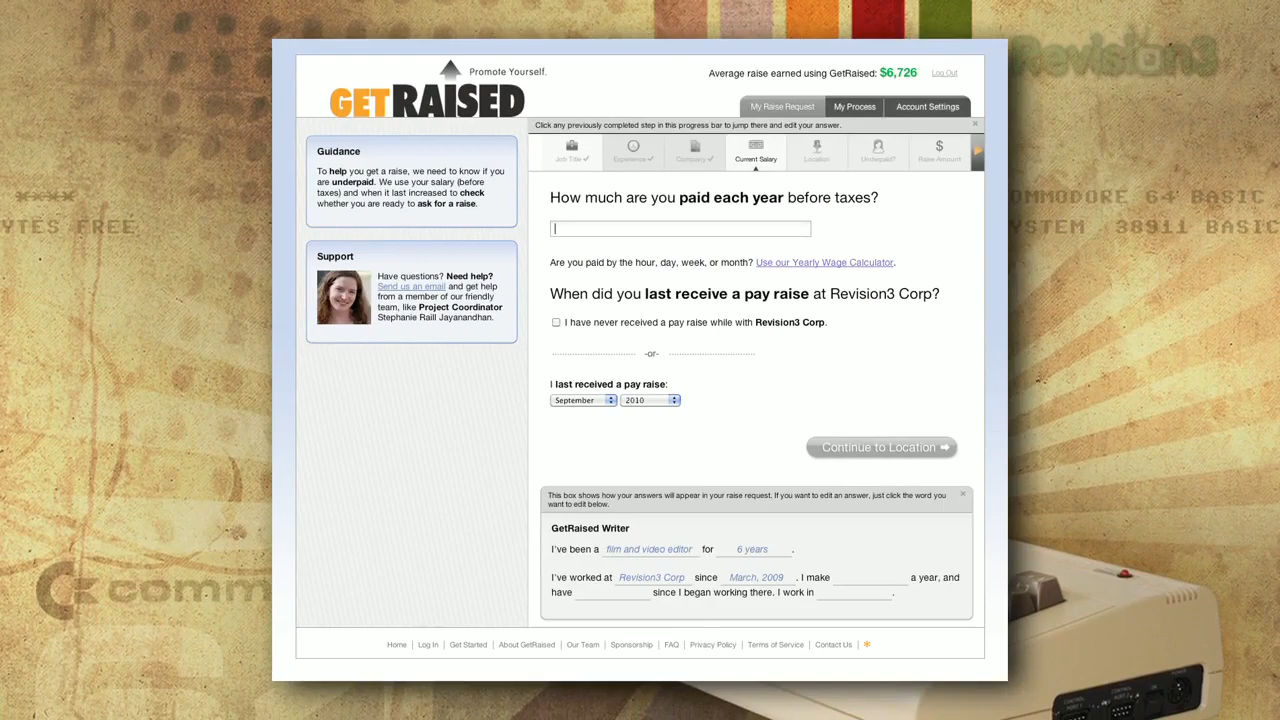 Revision3
Promote Yourself.
GETRAISED
Average raise earned using GetRaised: $6,726
Log Out
My Raise Request
My Process
Account Settings
Click any previously completed step in this progress bar to jump there and edit your answer.
Job Title ✔
Experience ✔
Company ✔
Current Salary
Location
Underpaid?
$
Raise Amount
Guidance
To help you get a raise, we need to know if you
are underpaid. We use your salary (before
taxes) and when it last increased to check
whether you are ready to ask for a raise.
How much are you paid each year before taxes?
Are you paid by the hour, day, week, or month? Use our Yearly Wage Calculator.
Support
Have questions? Need help?
Send us an email and get help
from a member of our friendly
team, like Project Coordinator
Stephanie Raill Jayanandhan.
When did you last receive a pay raise at Revision3 Corp?
I have never received a pay raise while with Revision3 Corp.
-or-
I last received a pay raise:
September
2010
Continue to Location
This box shows how your answers will appear in your raise request. If you want to edit an answer, just click the word you
want to edit below.
GetRaised Writer
I've been a film and video editor for 6 years .
I've worked at Revision3 Corp since March, 2009 . I make a year, and
have since I began working there. I work in .
Home | Log In | Get Started | About GetRaised | Our Team | Sponsorship | FAQ | Privacy Policy | Terms of Service | Contact Us |
****
YTES FREE
OMMODORE 64 BASIC
YSTEM 38911 BASIC
comm
CONTROL
PORT 2
CONTROL